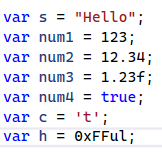 var s = "Hello";
var num1 = 123;
var num2 = 12.34;
var num3 = 1.23f;
var num4 = true;
var c = 't';
var h = 0xFFul;